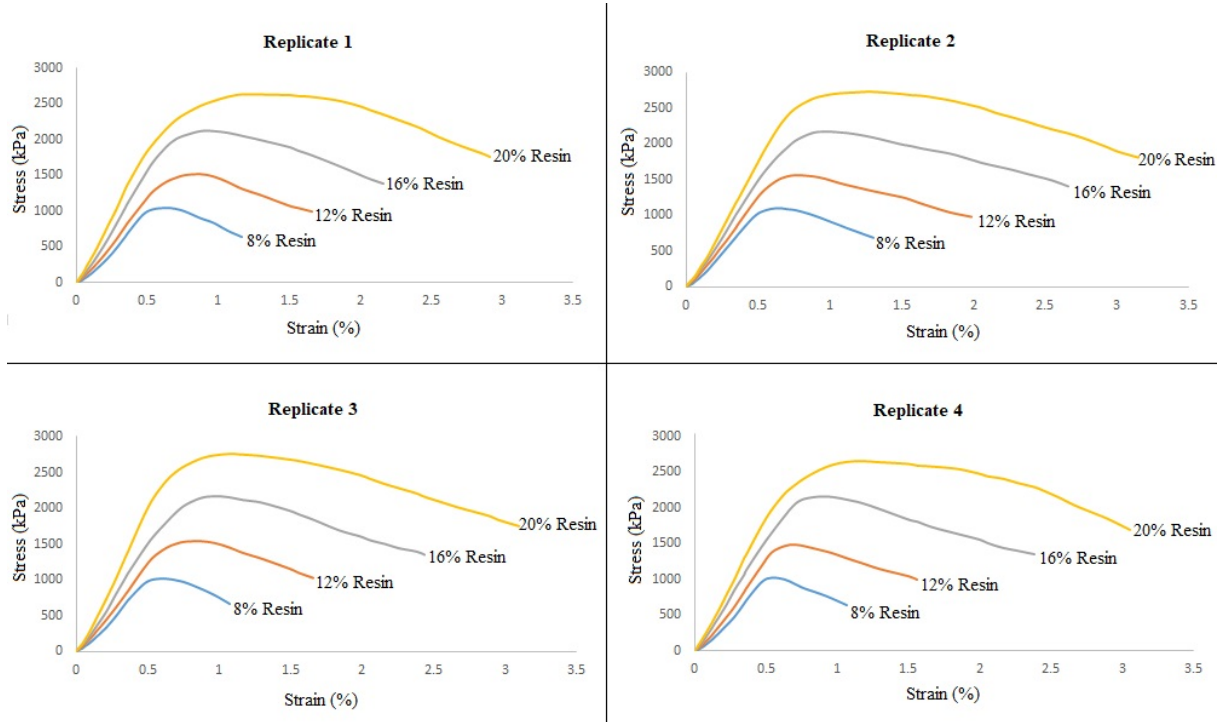 Replicate 1
Stress (kPa)
3000
2500
2000
1500
1000
500
0
20% Resin
16% Resin
12% Resin
8% Resin
0 0.5 1 1.5 2 2.5 3 3.5
Strain (%)
Replicate 2
Stress (kPa)
3000
2500
2000
1500
1000
500
0
20% Resin
16% Resin
12% Resin
8% Resin
0 0.5 1 1.5 2 2.5 3 3.5
Strain (%)
Replicate 3
Stress (kPa)
3000
2500
2000
1500
1000
500
0
20% Resin
16% Resin
12% Resin
8% Resin
0 0.5 1 1.5 2 2.5 3 3.5
Strain (%)
Replicate 4
Stress (kPa)
3000
2500
2000
1500
1000
500
0
20% Resin
16% Resin
12% Resin
8% Resin
0 0.5 1 1.5 2 2.5 3 3.5
Strain (%)